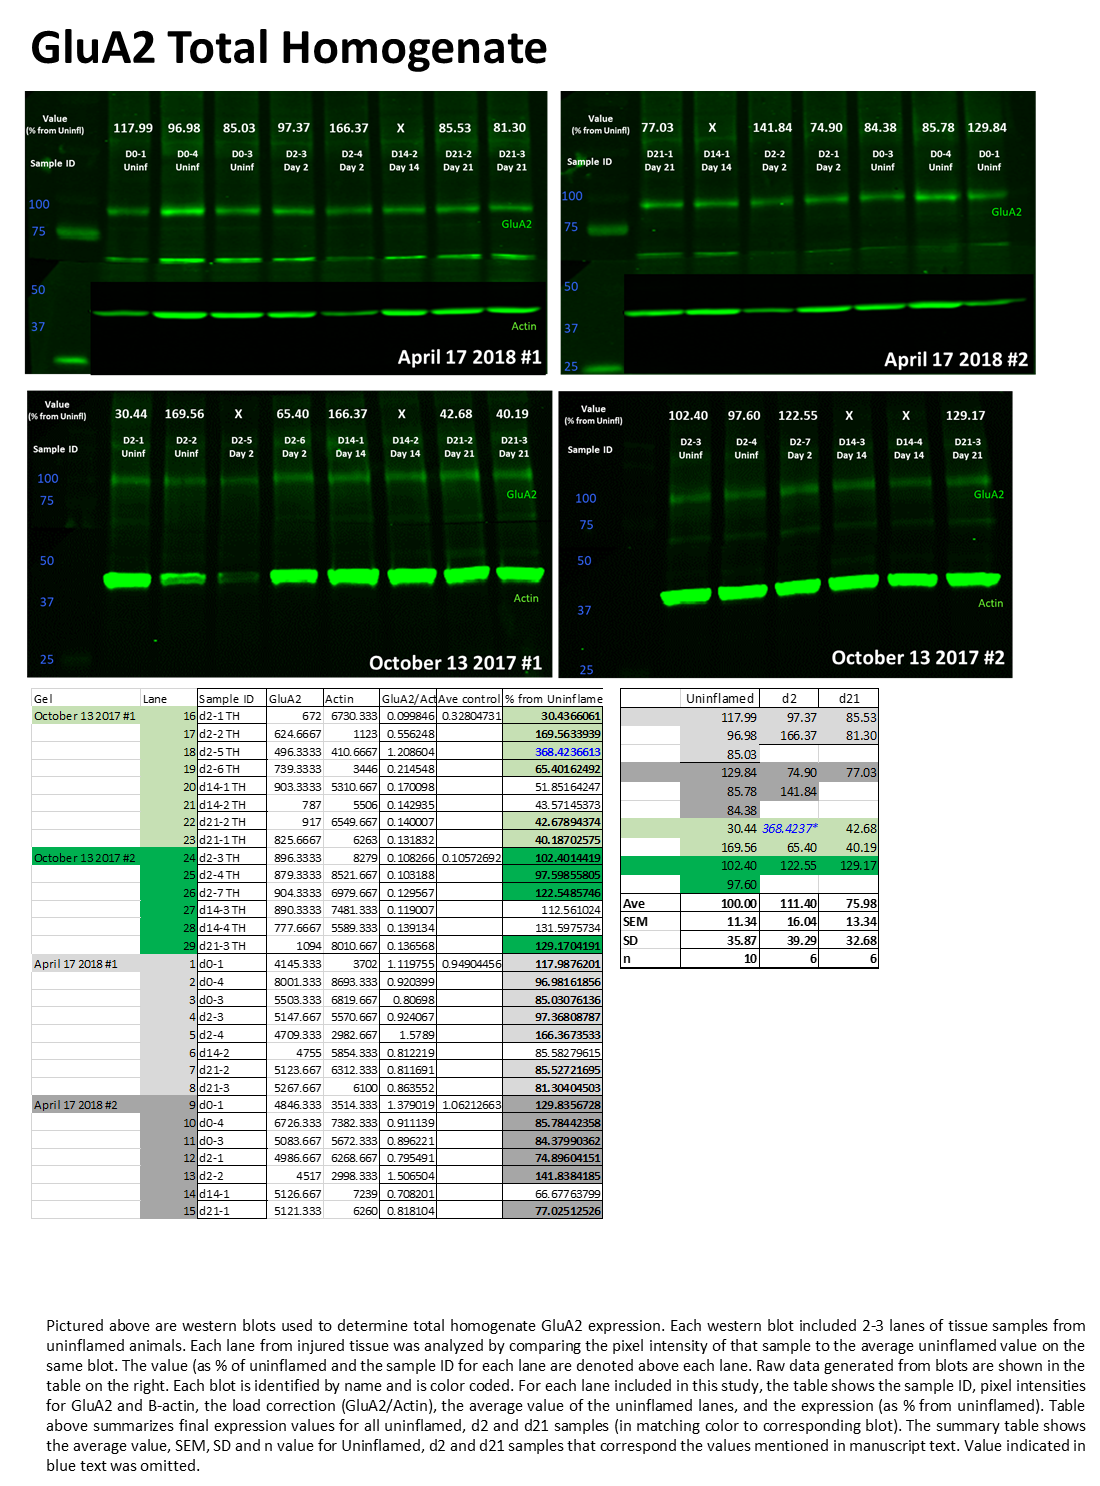 GluA2 Total Homogenate
Value
(% from Uninfl)
117.99 96.98 85.03 97.37 166.37 X 85.53 81.30
Sample ID
D0-1 D0-4 D0-3 D2-3 D2-4 D14-2 D21-2 D21-3
Uninf Uninf Uninf Day 2 Day 2 Day 14 Day 21 Day 21
100
75
GluA2
50
37
Actin
April 17 2018 #1
Value
(% from Uninfl)
77.03 X 141.84 74.90 84.38 85.78 129.84
Sample ID
D21-1 D14-1 D2-2 D2-1 D0-3 D0-4 D0-1
Day 21 Day 14 Day 2 Day 2 Uninf Uninf Uninf
100
GluA2
75
50
37
Actin
25
April 17 2018 #2
Value
(% from Uninfl)
30.44 169.56 X 65.40 166.37 X 42.68 40.19
Sample ID
D2-1 D2-2 D2-5 D2-6 D14-1 D14-2 D21-2 D21-3
Uninf Uninf Day 2 Day 2 Day 14 Day 14 Day 21 Day 21
100
75
GluA2
50
37
Actin
25
October 13 2017 #1
Value
(% from Uninfl)
102.40 97.60 122.55 X X 129.17
Sample ID
D2-3 D2-4 D2-7 D14-3 D14-4 D21-3
Uninf Uninf Day 2 Day 14 Day 14 Day 21
100
GluA2
75
50
37
Actin
25
October 13 2017 #2
Gel Lane Sample ID GluA2 Actin GluA2/Act Ave control % from Uninflame
October 13 2017 #1 16 d2-1 TH 672 6730.333 0.099846 0.32804731 30.4366061
17 d2-2 TH 624.6667 1123 0.556248 169.5633939
18 d2-5 TH 496.3333 410.6667 1.208604 368.4236613
19 d2-6 TH 739.3333 3446 0.214548 65.40162492
20 d14-1 TH 903.3333 5310.667 0.170098 51.85164247
21 d14-2 TH 787 5506 0.142935 43.57145373
22 d21-2 TH 917 6549.667 0.140007 42.67894374
23 d21-1 TH 825.6667 6263 0.131832 40.18702575
October 13 2017 #2 24 d2-3 TH 896.3333 8279 0.108266 0.10572692 102.4014419
25 d2-4 TH 879.3333 8521.667 0.103188 97.59855805
26 d2-7 TH 904.3333 6979.667 0.129567 122.5485746
27 d14-3 TH 890.3333 7481.333 0.119007 112.561024
28 d14-4 TH 777.6667 5589.333 0.139134 131.5975734
29 d21-3 TH 1094 8010.667 0.136568 129.1704191
April 17 2018 #1 1 d0-1 4145.333 3702 1.119755 0.94904456 117.9876201
2 d0-4 8001.333 8693.333 0.920399 96.98161856
3 d0-3 5503.333 6819.667 0.80698 85.03076136
4 d2-3 5147.667 5570.667 0.924067 97.36808787
5 d2-4 4709.333 2982.667 1.5789 166.3673533
6 d14-2 4755 5854.333 0.812219 85.58279615
7 d21-2 5123.667 6312.333 0.811691 85.52721695
8 d21-3 5267.667 6100 0.863552 81.30404503
April 17 2018 #2 9 d0-1 4846.333 3514.333 1.379019 1.06212663 129.8356728
10 d0-4 6726.333 7382.333 0.911139 85.78442358
11 d0-3 5083.667 5672.333 0.896221 84.37990362
12 d2-1 4986.667 6268.667 0.795491 74.89604151
13 d2-2 4517 2998.333 1.506504 141.8384185
14 d14-1 5126.667 7239 0.708201 66.67763799
15 d21-1 5121.333 6260 0.818104 77.02512526
Uninflamed d2 d21
117.99 97.37 85.53
96.98 166.37 81.30
85.03
129.84 74.90 77.03
85.78 141.84
84.38
30.44 368.4237* 42.68
169.56 65.40 40.19
102.40 122.55 129.17
97.60
Ave 100.00 111.40 75.98
SEM 11.34 16.04 13.34
SD 35.87 39.29 32.68
n 10 6 6
Pictured above are western blots used to determine total homogenate GluA2 expression. Each western blot included 2-3 lanes of tissue samples from
uninflamed animals. Each lane from injured tissue was analyzed by comparing the pixel intensity of that sample to the average uninflamed value on the
same blot. The value (as % of uninflamed and the sample ID for each lane are denoted above each lane. Raw data generated from blots are shown in the
table on the right. Each blot is identified by name and is color coded. For each lane included in this study, the table shows the sample ID, pixel intensities
for GluA2 and B-actin, the load correction (GluA2/Actin), the average value of the uninflamed lanes, and the expression (as % from uninflamed). Table
above summarizes final expression values for all uninflamed, d2 and d21 samples (in matching color to corresponding blot). The summary table shows
the average value, SEM, SD and n value for Uninflamed, d2 and d21 samples that correspond the values mentioned in manuscript text. Value indicated in
blue text was omitted.